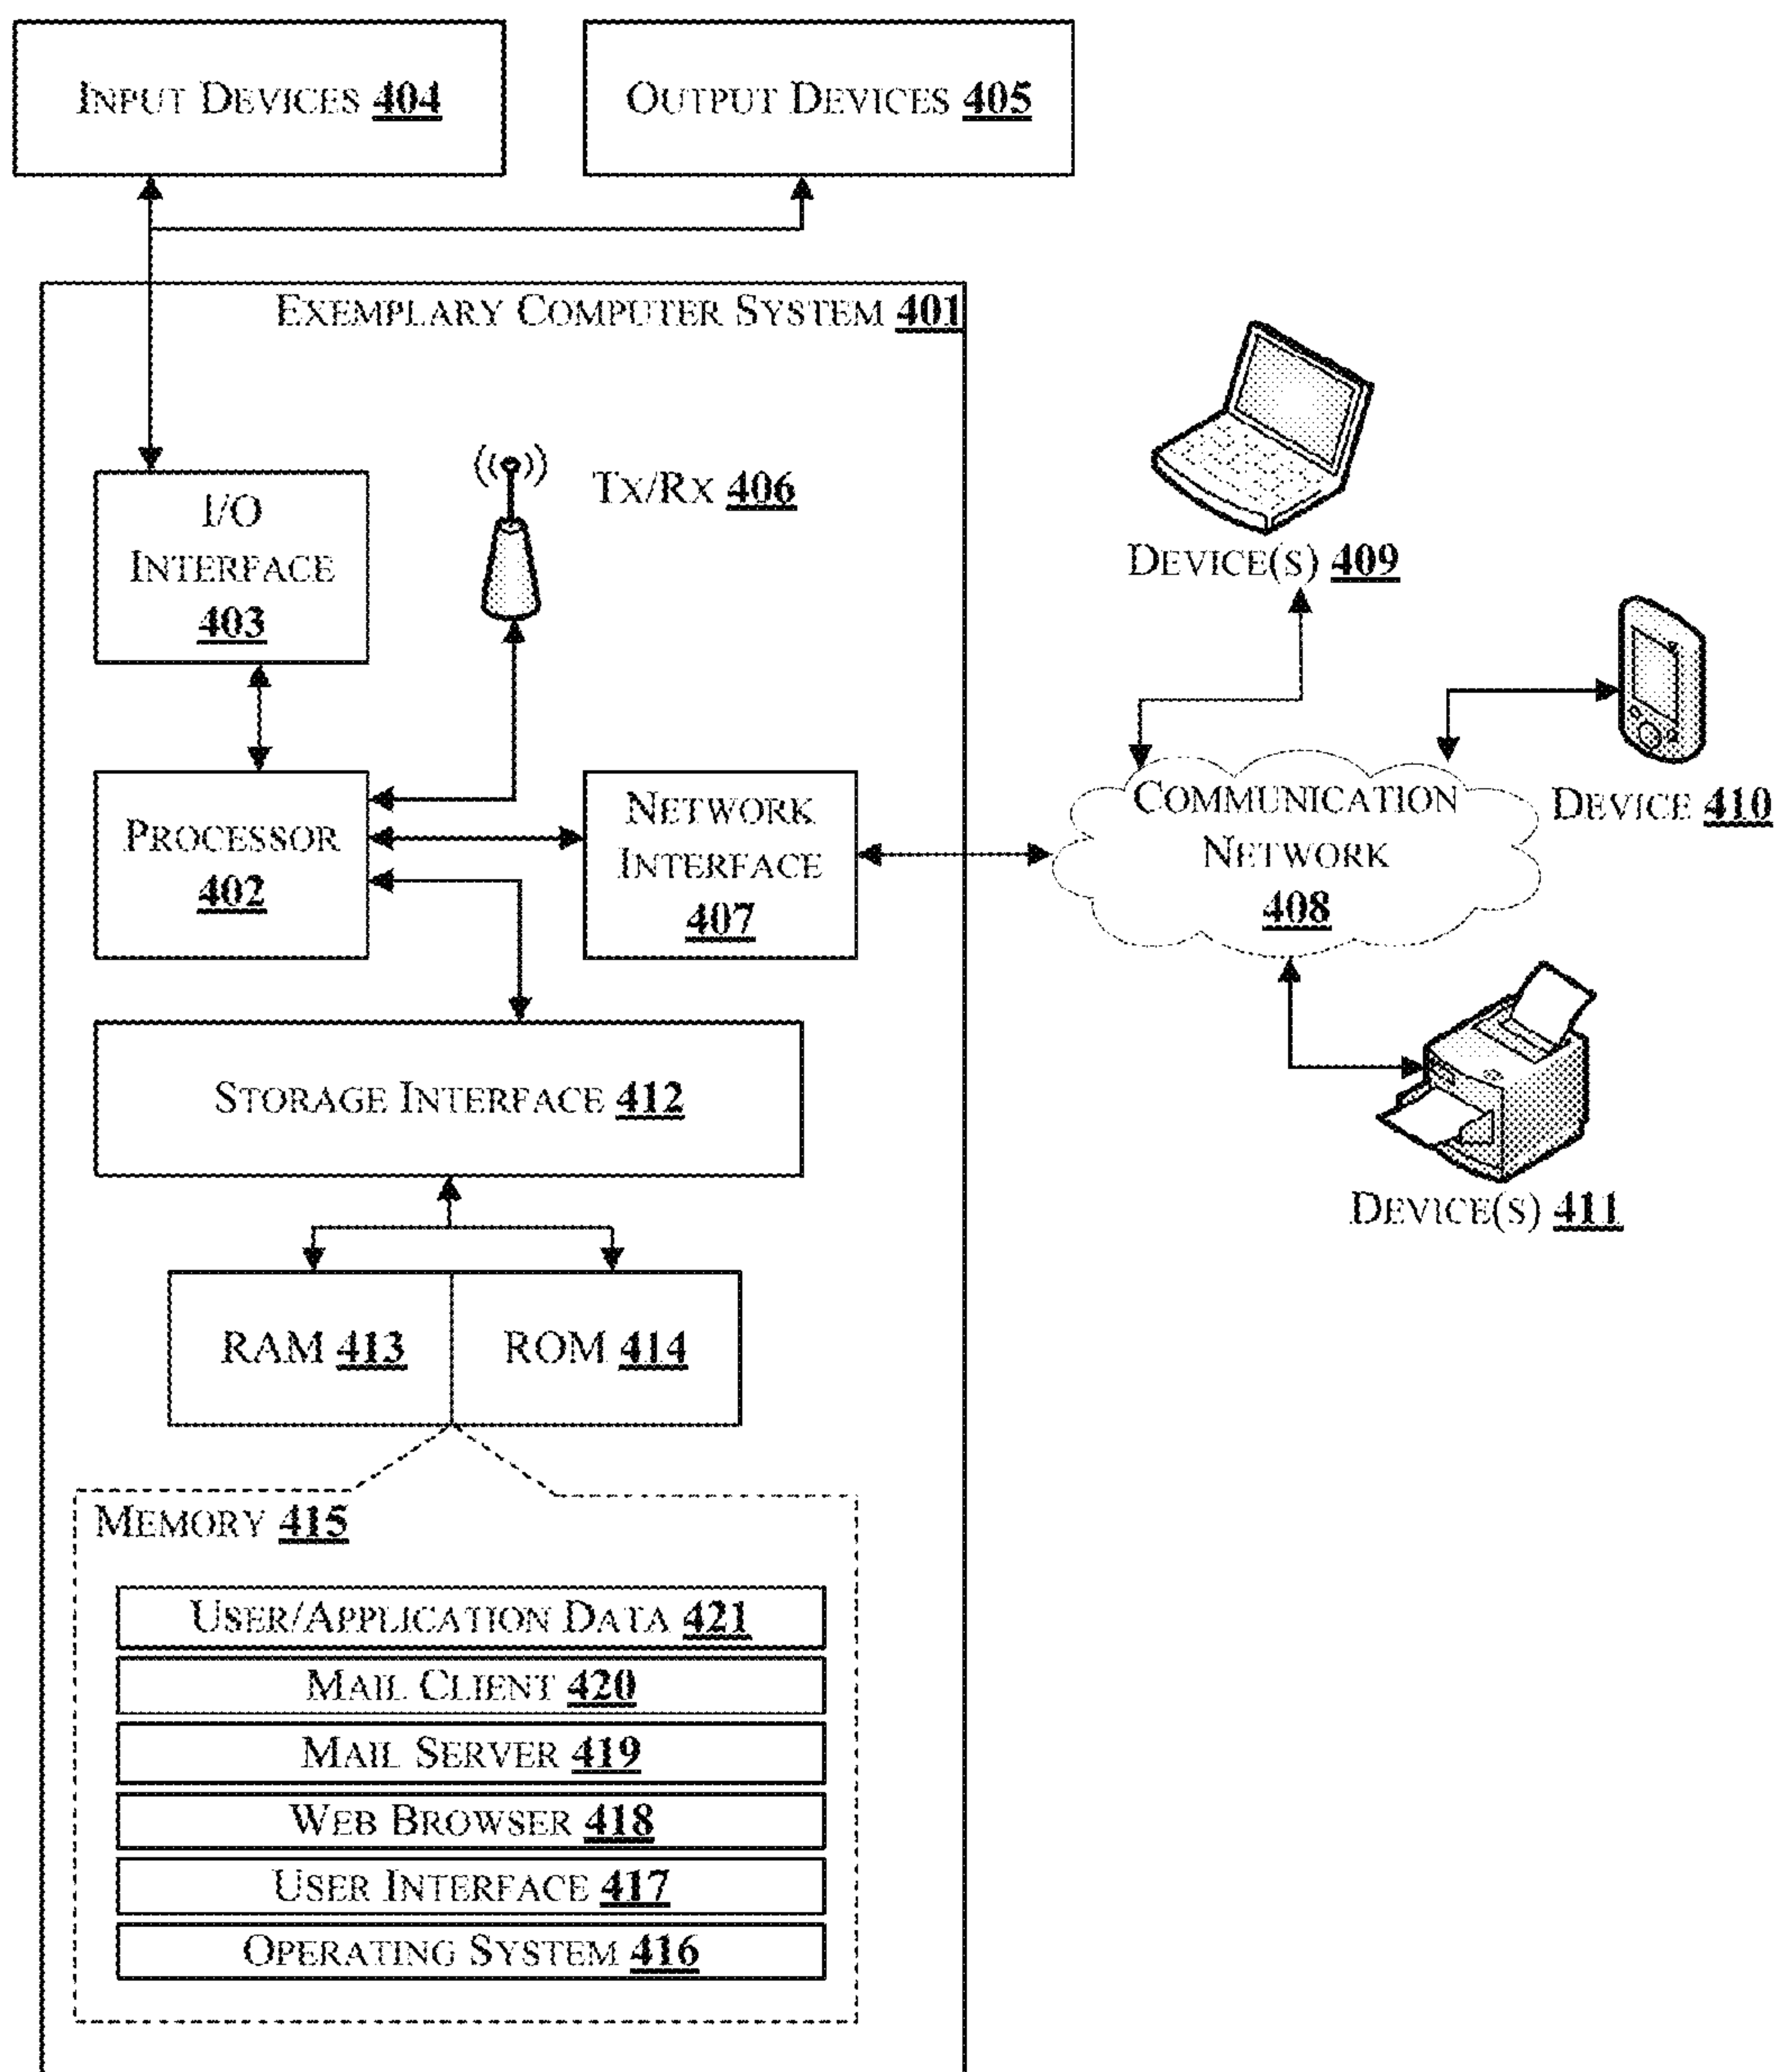 INPUT DEVICES 404
OUTPUT DEVICES 405
EXEMPLARY COMPUTER SYSTEM 401
I/O
INTERFACE
403
TX/RX 406
DEVICE(S) 409
PROCESSOR
402
NETWORK
INTERFACE
407
COMMUNICATION
NETWORK
408
DEVICE 410
STORAGE INTERFACE 412
DEVICE(S) 411
RAM 413
ROM 414
MEMORY 415
USER/APPLICATION DATA 421
MAIL CLIENT 420
MAIL SERVER 419
WEB BROWSER 418
USER INTERFACE 417
OPERATING SYSTEM 416